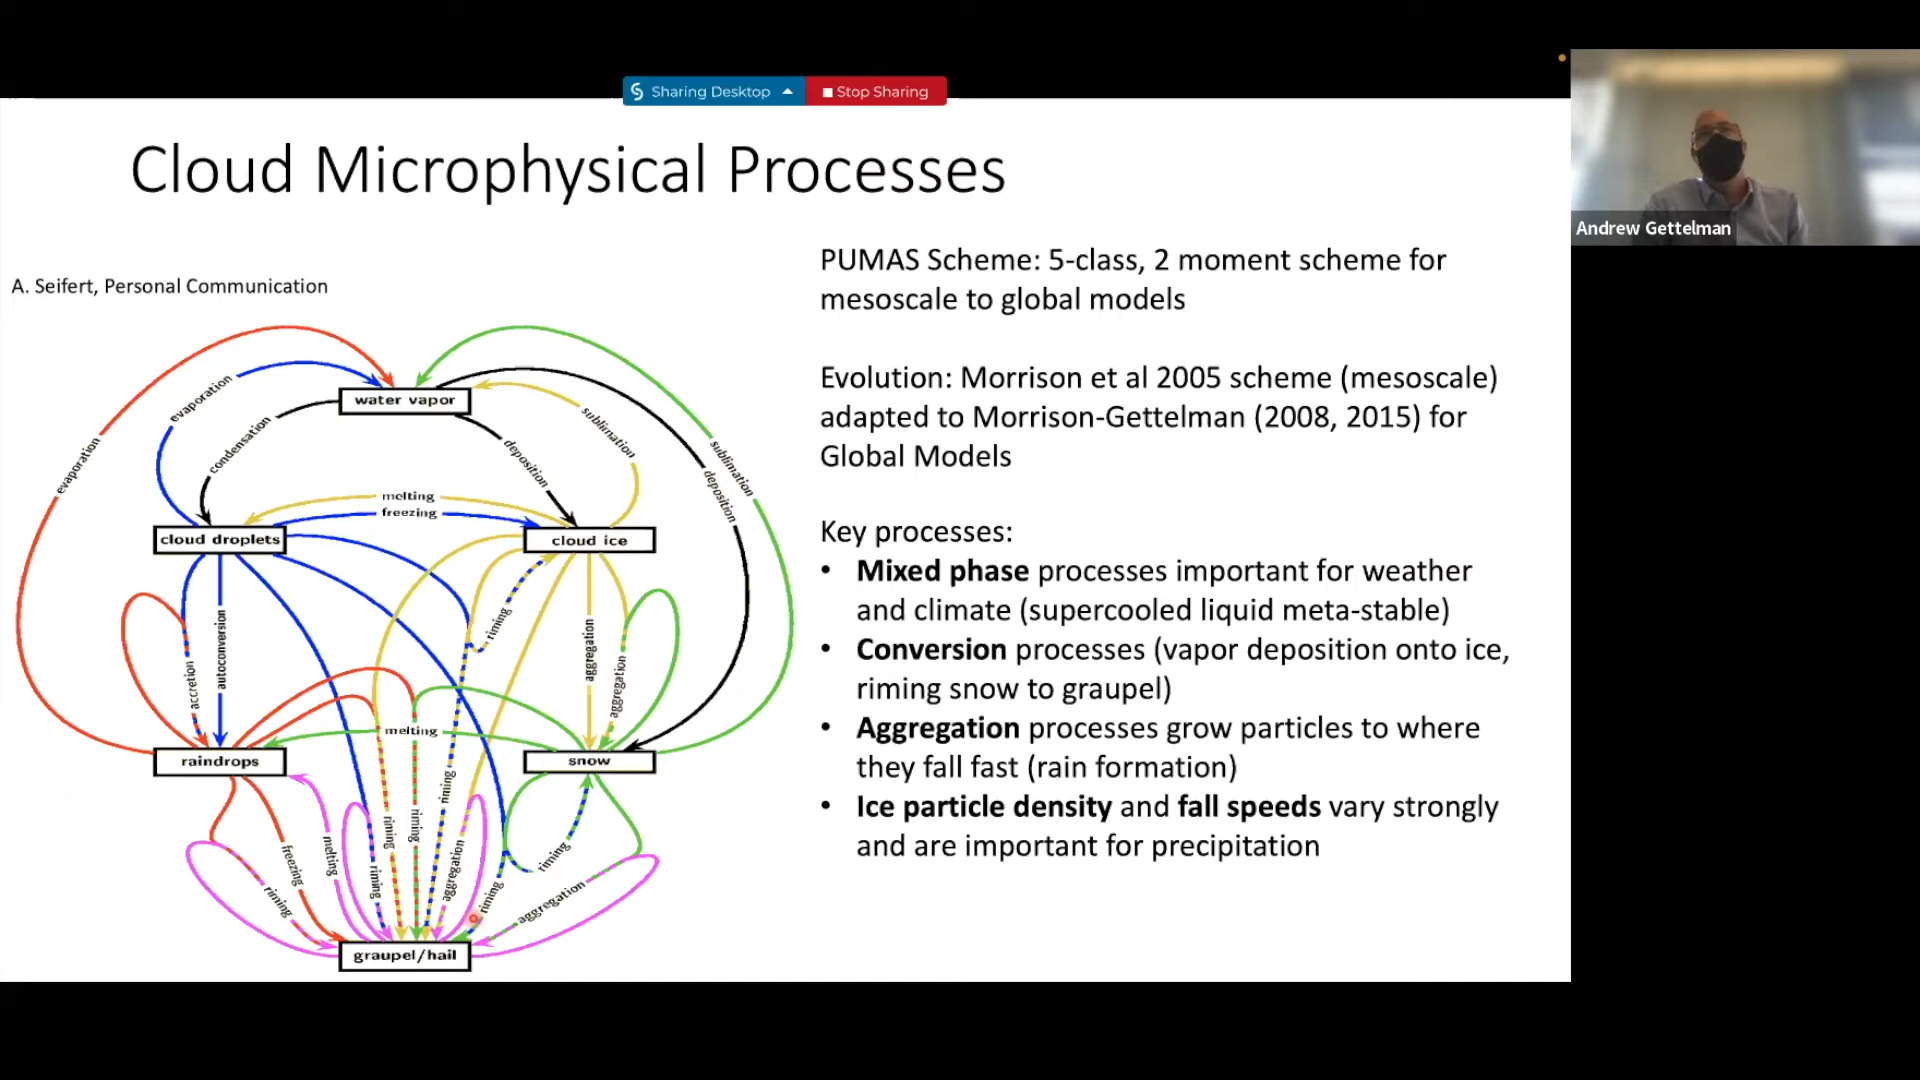 Sharing Desktop
Stop Sharing
Cloud Microphysical Processes
Andrew Gettelman
A. Seifert, Personal Communication
PUMAS Scheme: 5-class, 2 moment scheme for
mesoscale to global models
Evolution: Morrison et al 2005 scheme (mesoscale)
adapted to Morrison-Gettelman (2008, 2015) for
Global Models
Key processes:
• Mixed phase processes important for weather
and climate (supercooled liquid meta-stable)
• Conversion processes (vapor deposition onto ice,
riming snow to graupel)
• Aggregation processes grow particles to where
they fall fast (rain formation)
• Ice particle density and fall speeds vary strongly
and are important for precipitation
water vapor
evaporation
evaporation
condensation
deposition
sublimation
sublimation
deposition
melting
freezing
cloud droplets
cloud ice
accretion
autoconversion
riming
aggregation
aggregation
melting
raindrops
snow
riming
freezing
melting
riming
riming
riming
riming
aggregation
riming
riming
aggregation
graupel/hail